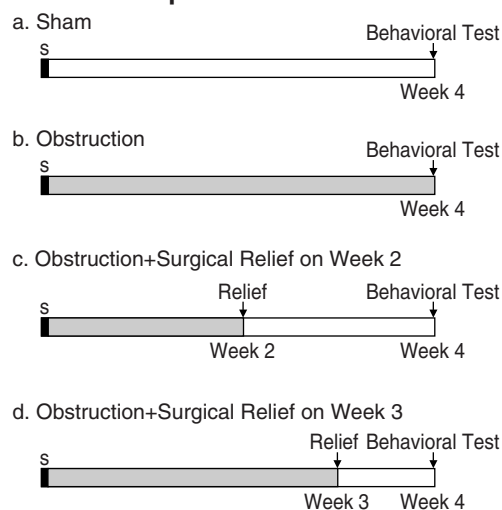 a. Sham
Behavioral Test
s
Week 4
b. Obstruction
Behavioral Test
s
Week 4
c. Obstruction+Surgical Relief on Week 2
Relief Behavioral Test
s
Week 2 Week 4
d. Obstruction+Surgical Relief on Week 3
Relief Behavioral Test
s
Week 3 Week 4